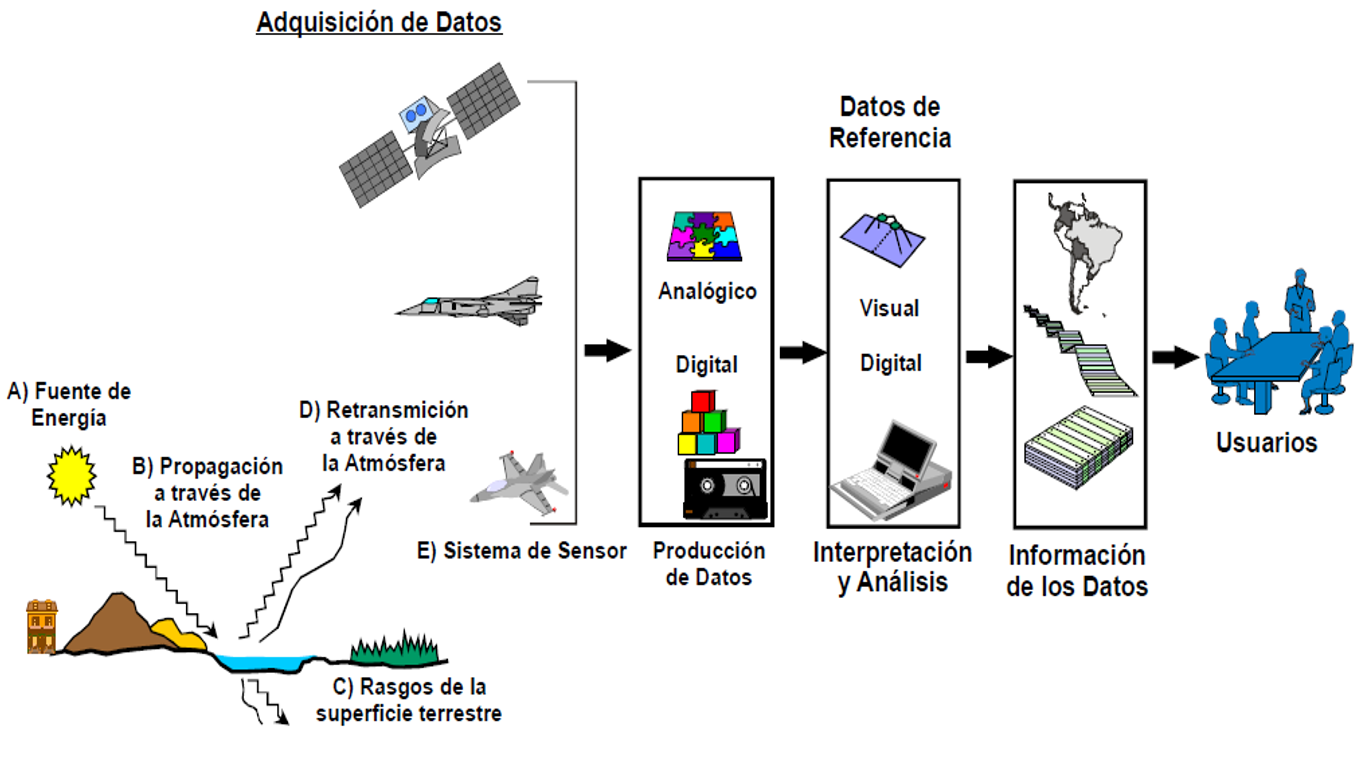 Adquisición de Datos
Datos de
Referencia
Analógico
Digital
Visual
Digital
A) Fuente de
Energía
B) Propagación
a través de
la Atmósfera
D) Retransmición
a través de
la Atmósfera
E) Sistema de Sensor
C) Rasgos de la
superficie terrestre
Producción
de Datos
Interpretación
y Análisis
Información
de los Datos
Usuarios